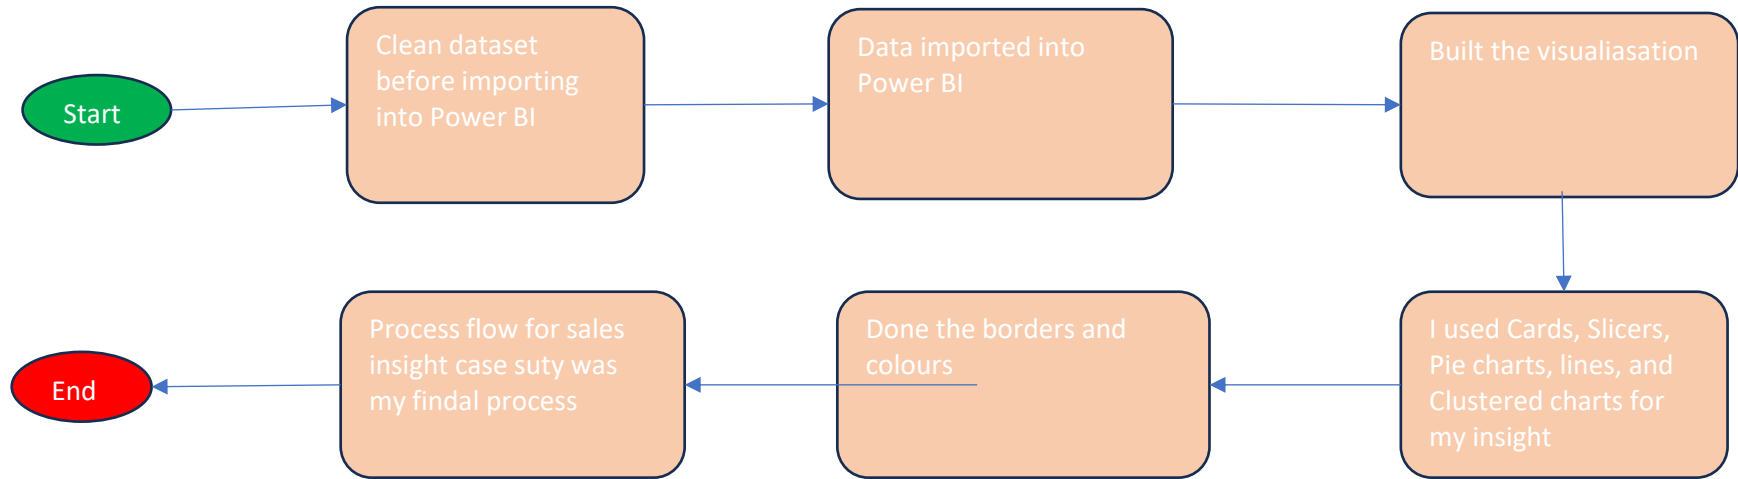 Start
Clean dataset
before importing
into Power BI
Data imported into
Power BI
Built the visualiasation
I used Cards, Slicers,
Pie charts, lines, and
Clustered charts for
my insight
Done the borders and
colours
Process flow for sales
insight case suty was
my findal process
End